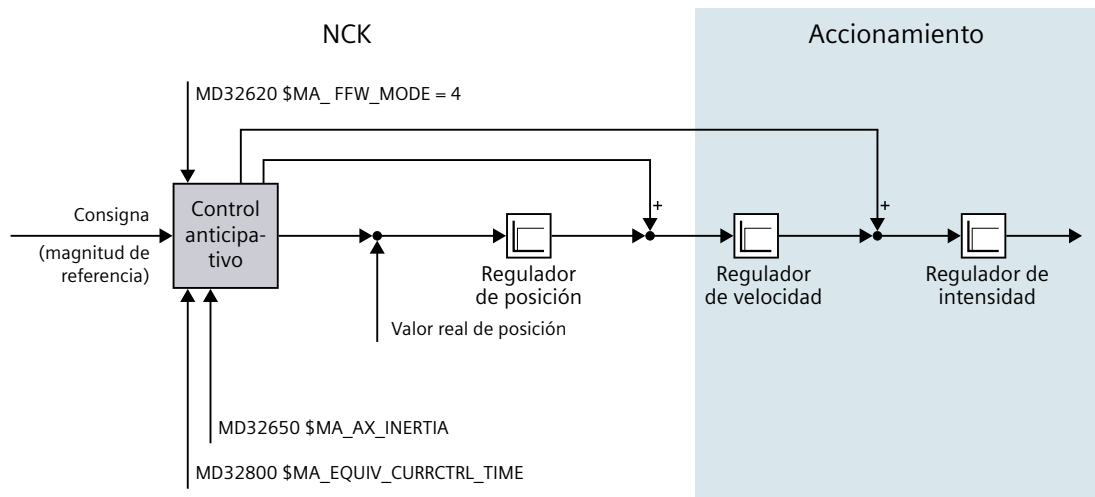 NCK
Accionamiento
MD32620 $MA_ FFW_MODE = 4
Consigna
(magnitud de
referencia)
Control
anticipa-
tivo
+
+
Regulador
de posición
Regulador
de velocidad
Regulador de
intensidad
Valor real de posición
MD32650 $MA_AX_INERTIA
MD32800 $MA_EQUIV_CURRCTRL_TIME